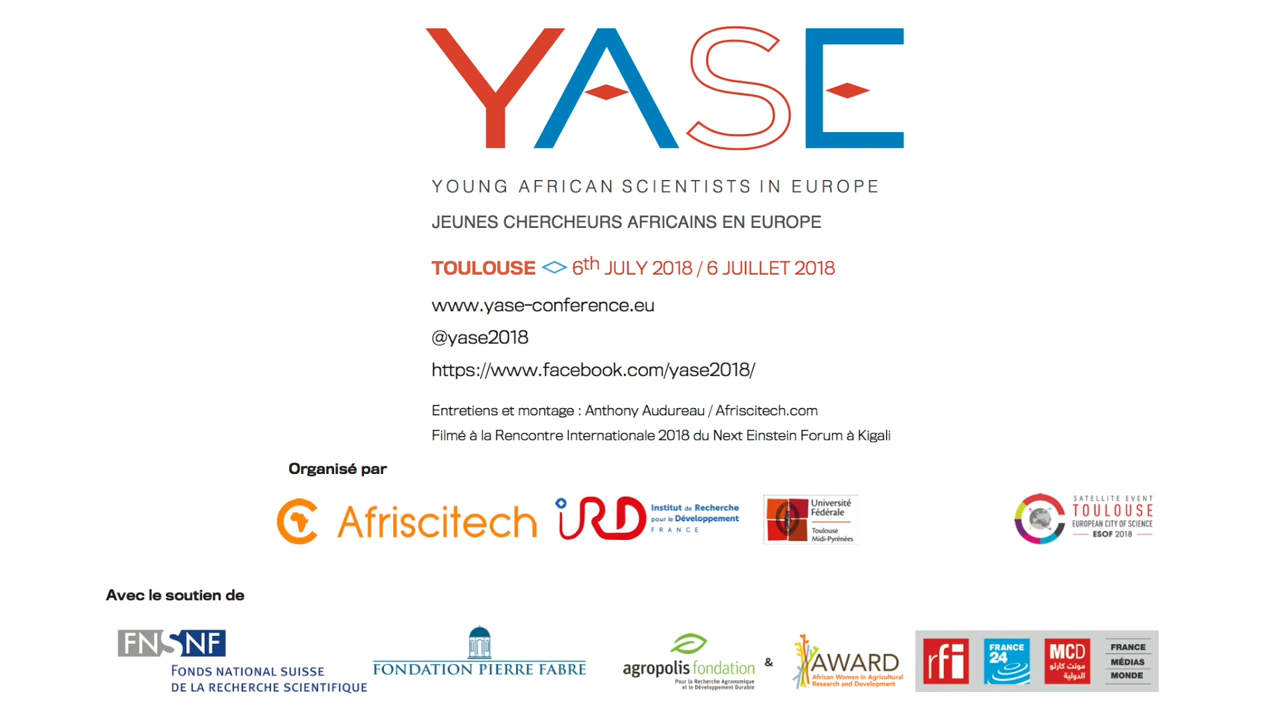 YASE
YOUNG AFRICAN SCIENTISTS IN EUROPE
JEUNES CHERCHEURS AFRICAINS EN EUROPE
TOULOUSE 6th JULY 2018 / 6 JUILLET 2018
www.yase-conference.eu
@yase2018
https://www.facebook.com/yase2018/
Entretiens et montage : Anthony Audureau / Afriscitech.com
Filmé à la Rencontre Internationale 2018 du Next Einstein Forum à Kigali
Organisé par
Afriscitech
iRD
Institut de Recherche
pour le Développement
FRANCE
Université
Fédérale
Toulouse
Midi-Pyrénées
SATELLITE EVENT
TOULOUSE
EUROPEAN CITY OF SCIENCE
ESOF 2018
Avec le soutien de
FNSNF
FONDS NATIONAL SUISSE
DE LA RECHERCHE SCIENTIFIQUE
FONDATION PIERRE FABRE
agropolis fondation
Pour la Recherche Agronomique
et le Développement Durable
&
AWARD
African Women in Agricultural
Research and Development
rfi
FRANCE
24
MCD
مونت كارلو
الدولية
FRANCE
MÉDIAS
MONDE